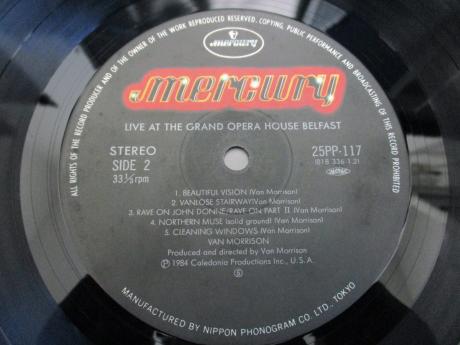 ALL RIGHTS OF THE RECORD PRODUCER AND OF THE OWNER OF THE WORK REPRODUCED RESERVED. COPYING, PUBLIC PERFORMANCE AND BROADCASTING OF THIS RECORD PROHIBITED
mercury
mercury
LIVE AT THE GRAND OPERA HOUSE BELFAST
STEREO
SIDE 2
33⅓ rpm
25PP-117
(818 336-1.2)
1. BEAUTIFUL VISION (Van Morrison)
2. VANLOSE STAIRWAY(Van Morrison)
3. RAVE ON JOHN DONNE/RAVE ON PART II (Van Morrison)
4. NORTHERN MUSE (solid ground) (Van Morrison)
5. CLEANING WINDOWS (Van Morrison)
VAN MORRISON
Produced and directed by Van Morrison
Ⓟ 1984 Caledonia Productions Inc., U.S.A.
Ⓢ
MANUFACTURED BY NIPPON PHONOGRAM CO. LTD., TOKYO